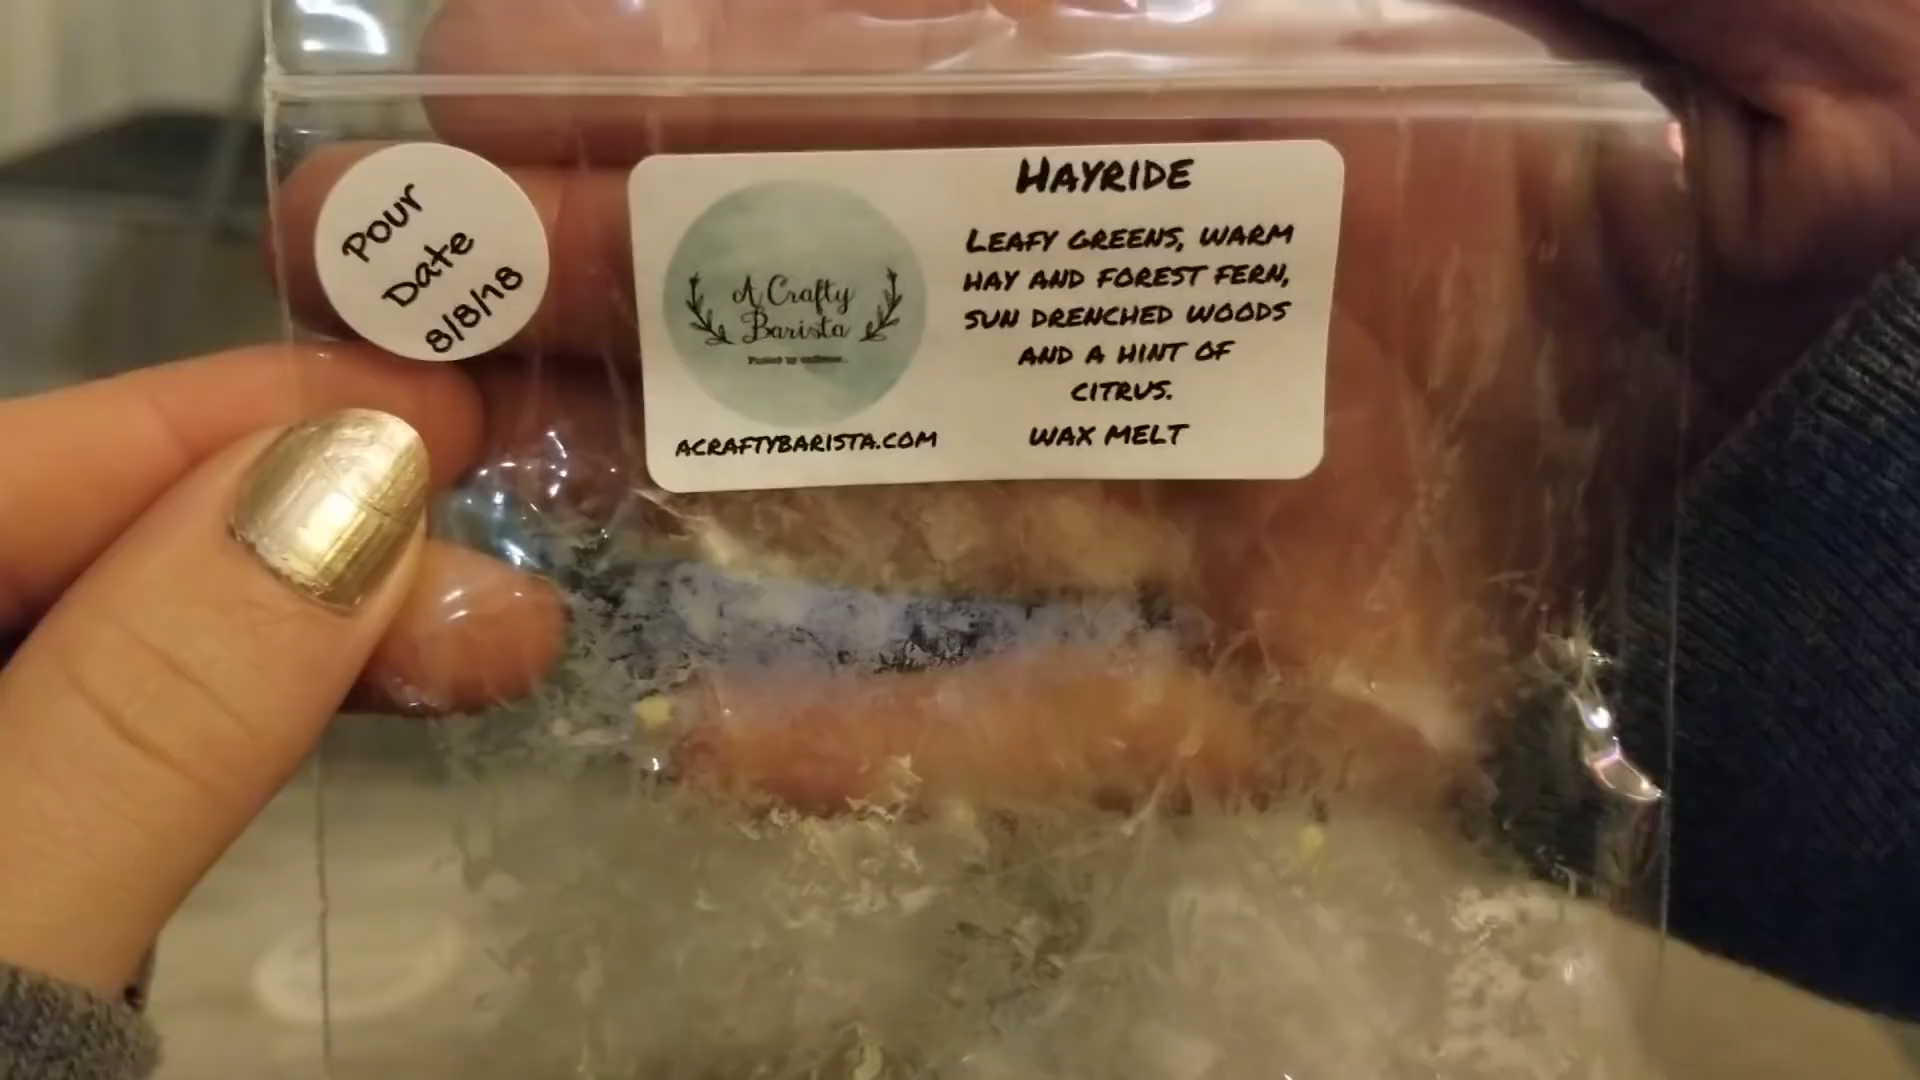 Pour
Date
8/8/18
A Crafty
Barista
ACRAFTYBARISTA.COM
HAYRIDE
LEAFY GREENS, WARM
HAY AND FOREST FERN,
SUN DRENCHED WOODS
AND A HINT OF
CITRUS.
WAX MELT